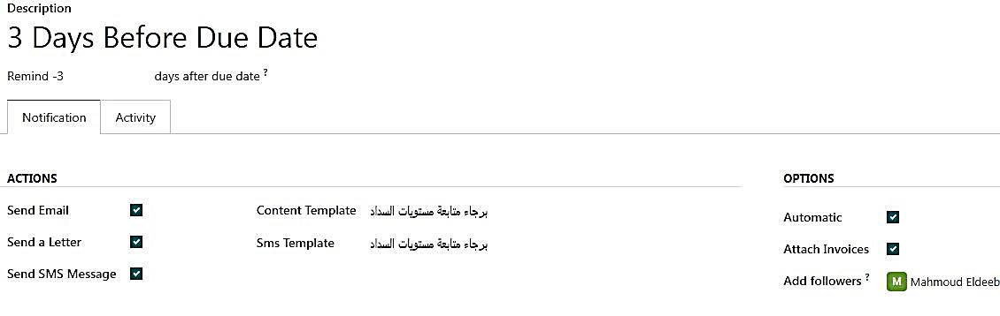 Description
3 Days Before Due Date
Remind -3 days after due date ?
Notification Activity
ACTIONS
OPTIONS
Send Email
Content Template برجاء متابعة مستويات السداد
Automatic
Send a Letter
Sms Template برجاء متابعة مستويات السداد
Attach Invoices
Send SMS Message
Add followers ? M Mahmoud Eldeeb